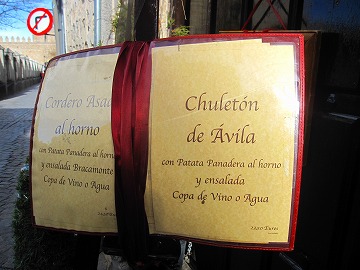 Cordero Asado
al horno
con Patata Panadera al horno
y ensalada Bracamonte
Copa de Vino o Agua
Chuletón
de Ávila
con Patata Panadera al horno
y ensalada
Copa de Vino o Agua